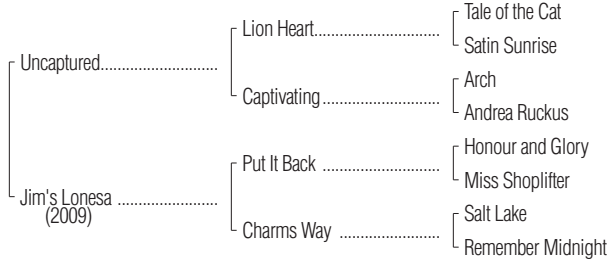 Tale of the Cat
Lion Heart
Satin Sunrise
Uncaptured
Arch
Captivating
Andrea Ruckus
Honour and Glory
Put It Back
Miss Shoplifter
Jim's Lonesa
(2009)
Salt Lake
Charms Way
Remember Midnight